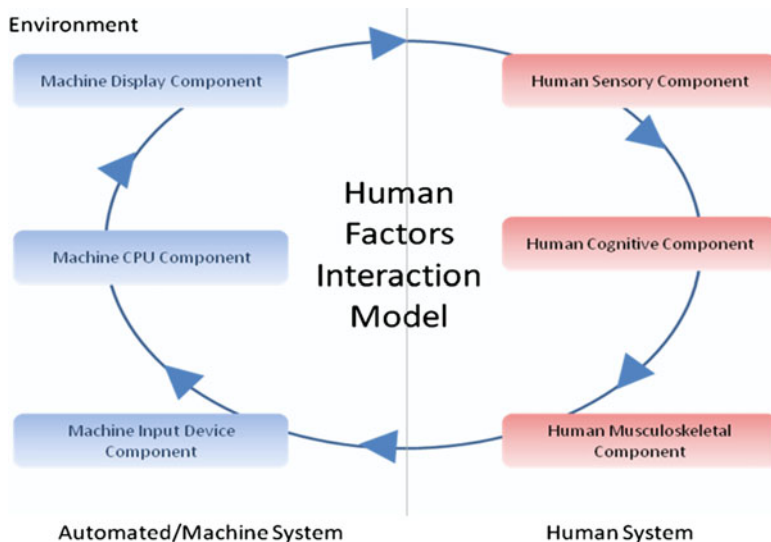 Environment
Machine Display Component
Human Sensory Component
Human
Factors
Interaction
Model
Machine CPU Component
Human Cognitive Component
Machine Input Device
Component
Human Musculoskeletal
Component
Automated/Machine System
Human System